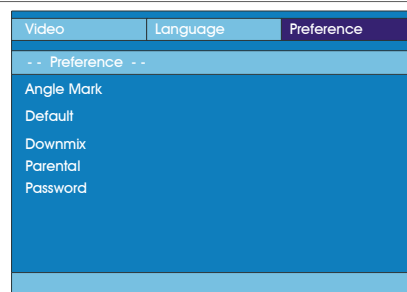 Video Language Preference
- - Preference - -
Angle Mark
Default
Downmix
Parental
Password